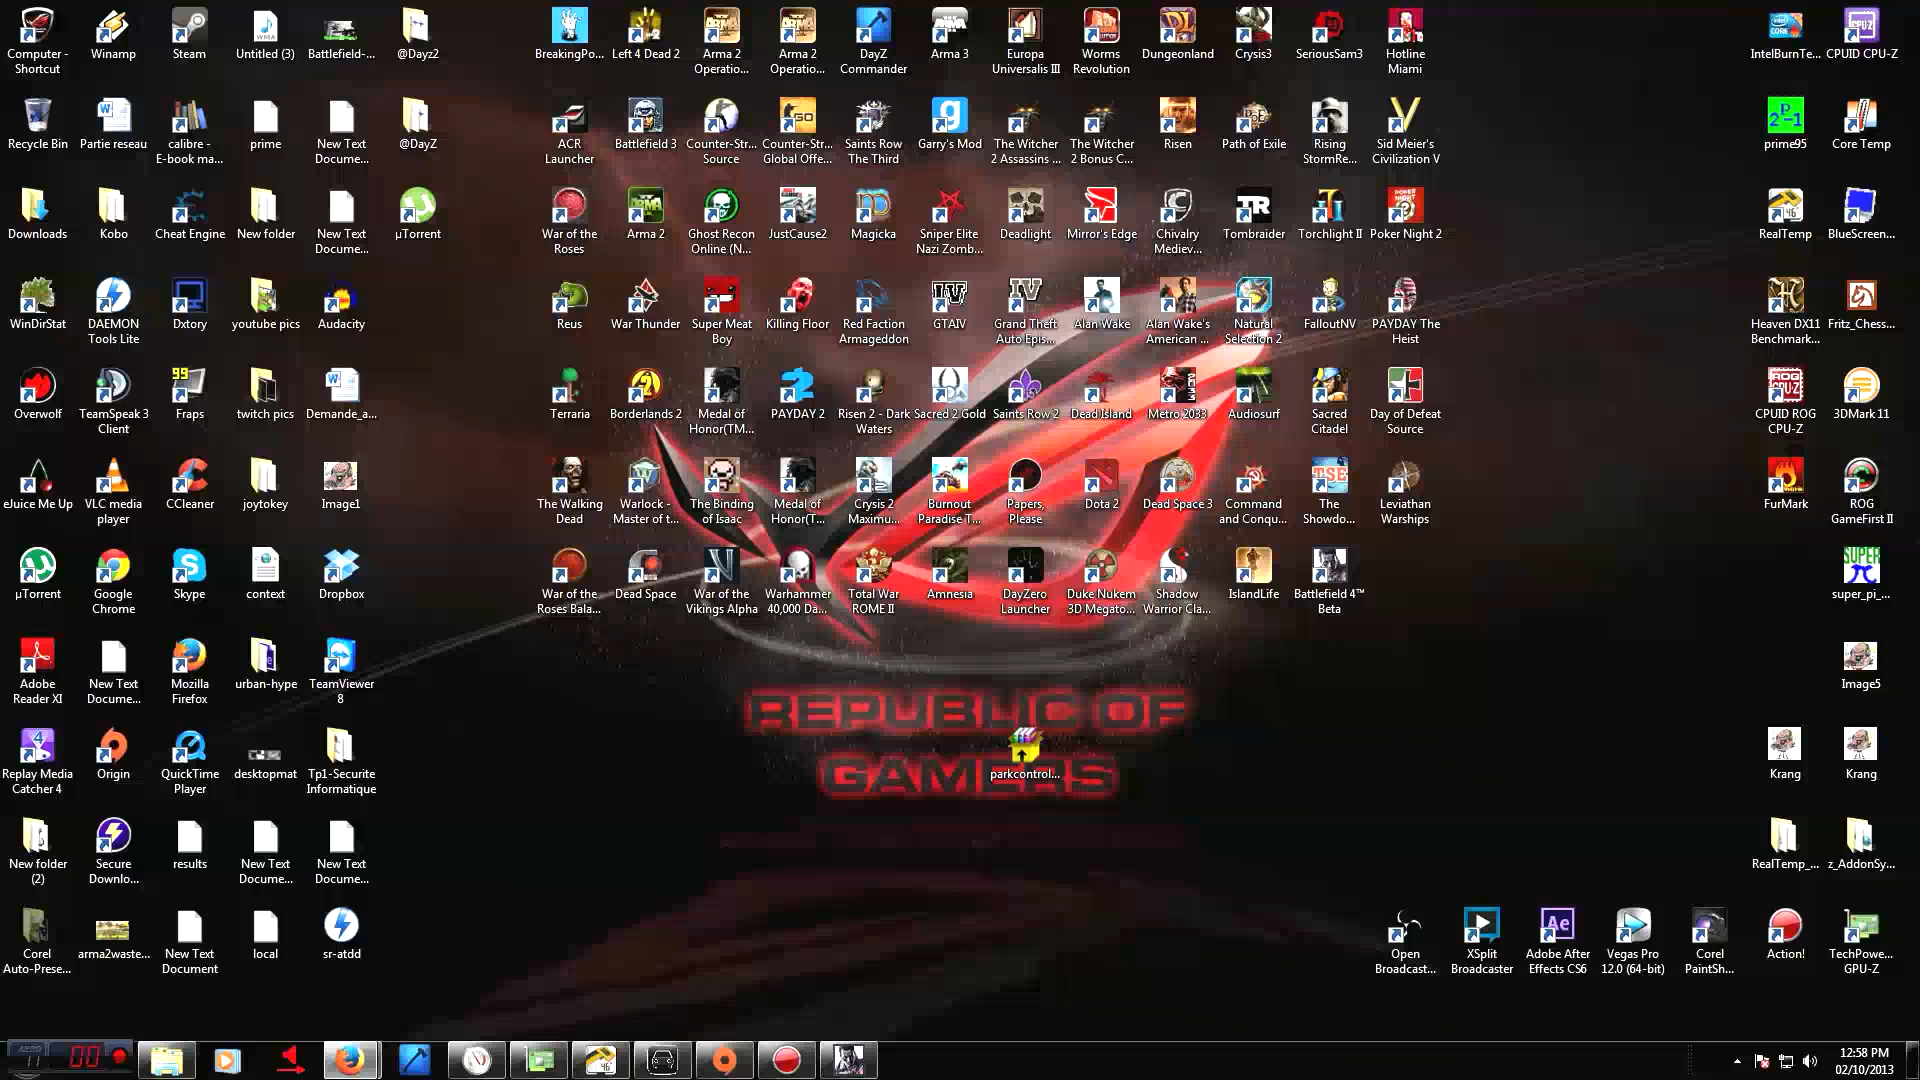 Computer - Shortcut
Winamp
Steam
Untitled (3)
Battlefield-...
@Dayz2
BreakingPo...
Left 4 Dead 2
Arma 2 Operatio...
Arma 2 Operatio...
DayZ Commander
Arma 3
Europa Universalis III
Worms Revolution
Dungeonland
Crysis3
SeriousSam3
Hotline Miami
IntelBurnTe...
CPUID CPU-Z
Recycle Bin
Partie reseau
calibre - E-book ma...
prime
New Text Docume...
@DayZ
ACR Launcher
Battlefield 3
Counter-Str... Source
Counter-Str... Global Offe...
Saints Row The Third
Garry's Mod
The Witcher 2 Assassins ...
The Witcher 2 Bonus C...
Risen
Path of Exile
Rising StormRe...
Sid Meier's Civilization V
prime95
Core Temp
Downloads
Kobo
Cheat Engine
New folder
New Text Docume...
µTorrent
War of the Roses
Arma 2
Ghost Recon Online (N...
JustCause2
Magicka
Sniper Elite Nazi Zomb...
Deadlight
Mirror's Edge
Chivalry Mediev...
Tombraider
Torchlight II
Poker Night 2
RealTemp
BlueScreen...
WinDirStat
DAEMON Tools Lite
Dxtory
youtube pics
Audacity
Reus
War Thunder
Super Meat Boy
Killing Floor
Red Faction Armageddon
GTAIV
Grand Theft Auto Epis...
Alan Wake
Alan Wake's American ...
Natural Selection 2
FalloutNV
PAYDAY The Heist
Heaven DX11 Benchmark...
Fritz_Chess...
Overwolf
TeamSpeak 3 Client
Fraps
twitch pics
Demande_a...
Terraria
Borderlands 2
Medal of Honor(TM...
PAYDAY 2
Risen 2 - Dark Waters
Sacred 2 Gold
Saints Row 2
Dead Island
Metro 2033
Audiosurf
Sacred Citadel
Day of Defeat Source
CPUID ROG CPU-Z
3DMark 11
eJuice Me Up
VLC media player
CCleaner
joytokey
Image1
The Walking Dead
Warlock - Master of t...
The Binding of Isaac
Medal of Honor(T...
Crysis 2 Maximu...
Burnout Paradise T...
Papers, Please
Dota 2
Dead Space 3
Command and Conqu...
The Showdo...
Leviathan Warships
FurMark
ROG GameFirst II
µTorrent
Google Chrome
Skype
context
Dropbox
War of the Roses Bala...
Dead Space
War of the Vikings Alpha
Warhammer 40,000 Da...
Total War ROME II
Amnesia
DayZero Launcher
Duke Nukem 3D Megato...
Shadow Warrior Cla...
IslandLife
Battlefield 4™ Beta
super_pi_...
Adobe Reader XI
New Text Docume...
Mozilla Firefox
urban-hype
TeamViewer 8
Image5
REPUBLIC OF
GAMERS
Replay Media Catcher 4
Origin
QuickTime Player
desktopmat
Tp1-Securite Informatique
parkcontrol...
Krang
Krang
New folder (2)
Secure Downlo...
results
New Text Docume...
New Text Docume...
RealTemp_...
z_AddonSy...
Corel Auto-Prese...
arma2waste...
New Text Document
local
sr-atdd
Open Broadcast...
XSplit Broadcaster
Adobe After Effects CS6
Vegas Pro 12.0 (64-bit)
Corel PaintSh...
Action!
TechPowe... GPU-Z
12:58 PM
02/10/2013